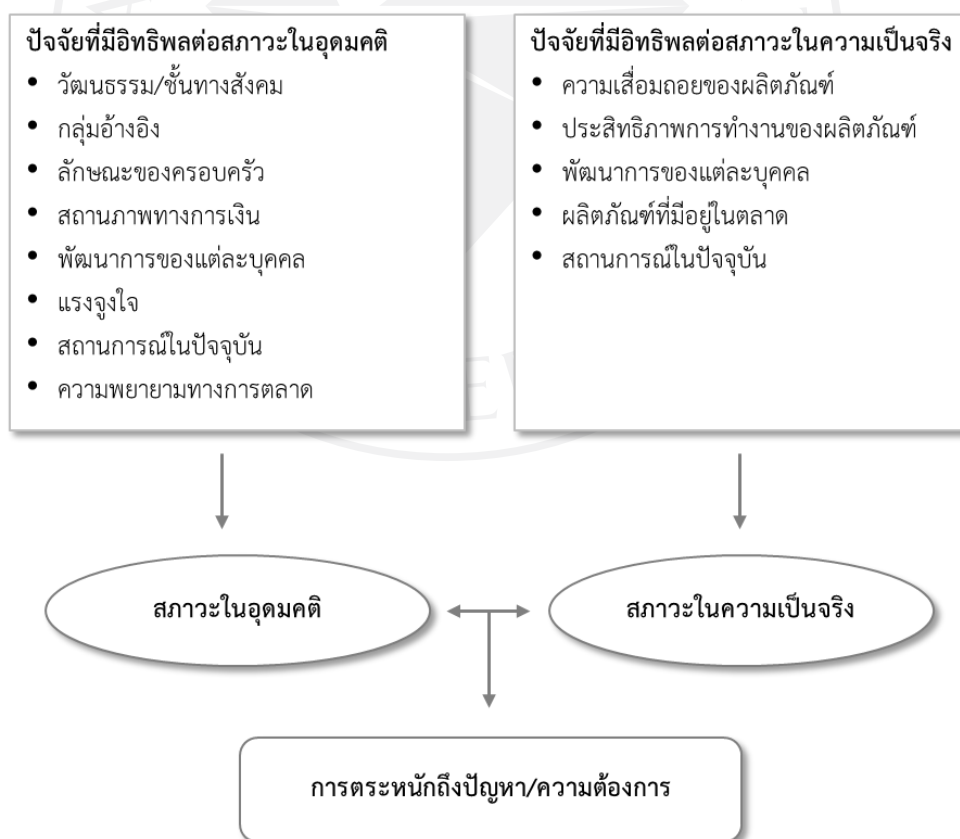 ปัจจัยที่มีอิทธิพลต่อสภาวะในอุดมคติ
• วัฒนธรรม/ชั้นทางสังคม
• กลุ่มอ้างอิง
• ลักษณะของครอบครัว
• สถานภาพทางการเงิน
• พัฒนาการของแต่ละบุคคล
• แรงจูงใจ
• สถานการณ์ในปัจจุบัน
• ความพยายามทางการตลาด
ปัจจัยที่มีอิทธิพลต่อสภาวะในความเป็นจริง
• ความเสื่อมถอยของผลิตภัณฑ์
• ประสิทธิภาพการทำงานของผลิตภัณฑ์
• พัฒนาการของแต่ละบุคคล
• ผลิตภัณฑ์ที่มีอยู่ในตลาด
• สถานการณ์ในปัจจุบัน
สภาวะในอุดมคติ
สภาวะในความเป็นจริง
การตระหนักถึงปัญหา/ความต้องการ